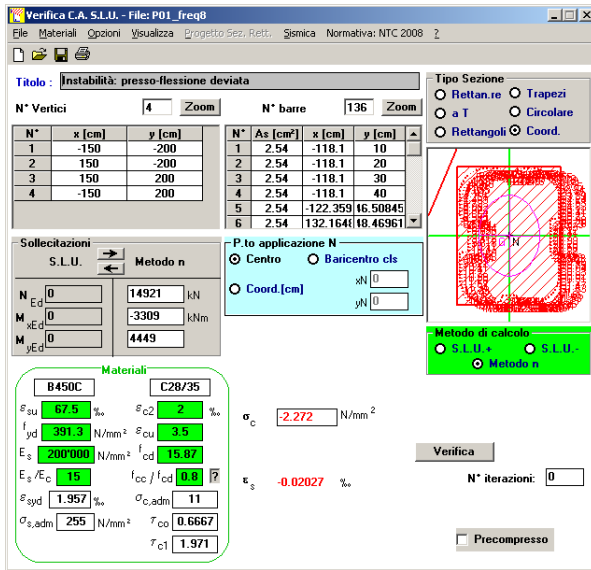 Verifica C.A. S.L.U. - File: P01_freq8
File Materiali Opzioni Visualizza Progetto Sez. Rett. Sismica Normativa: NTC 2008 ?
Titolo : Instabilità: presso-flessione deviata
N° Vertici 4 Zoom N° barre 136 Zoom
N° x [cm] y [cm]
1 -150 -200
2 150 -200
3 150 200
4 -150 200
N° As [cm²] x [cm] y [cm]
1 2.54 -118.1 10
2 2.54 -118.1 20
3 2.54 -118.1 30
4 2.54 -118.1 40
5 2.54 -122.359 46.50845
6 2.54 132.1646 48.46961
Tipo Sezione
Rettan.re Trapezi
a T Circolare
Rettangoli Coord.
G N
Sollecitazioni
S.L.U. Metodo n
N Ed 0 14921 kN
M xEd 0 -3309 kNm
M yEd 0 4449
P.to applicazione N
Centro Baricentro cls
Coord.[cm] xN 0
yN 0
Metodo di calcolo
S.L.U.+ S.L.U.-
Metodo n
Materiali
B450C C28/35
εsu 67.5 ‰ εc2 2 ‰
fyd 391.3 N/mm² εcu 3.5
Es 200'000 N/mm² fcd 15.87
Es/Ec 15 fcc / fcd 0.8 ?
εsyd 1.957 ‰ σc,adm 11
σs,adm 255 N/mm² τco 0.6667
τc1 1.971
σc -2.272 N/mm²
εs -0.02027 ‰
Verifica
N° iterazioni: 0
Precompresso